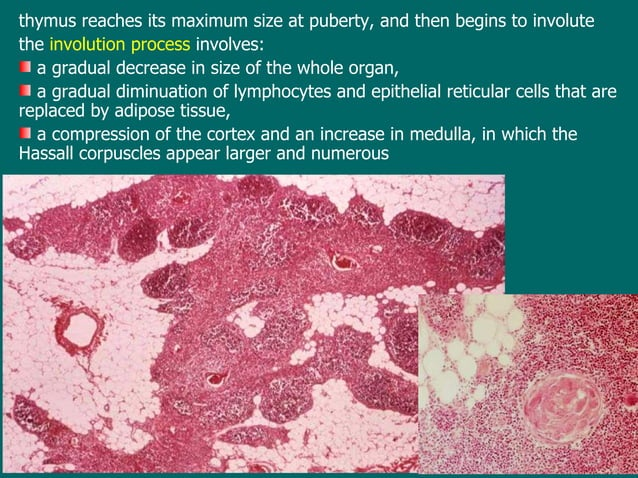 thymus reaches its maximum size at puberty, and then begins to involute
the involution process involves:
a gradual decrease in size of the whole organ,
a gradual diminuation of lymphocytes and epithelial reticular cells that are
replaced by adipose tissue,
a compression of the cortex and an increase in medulla, in which the
Hassall corpuscles appear larger and numerous